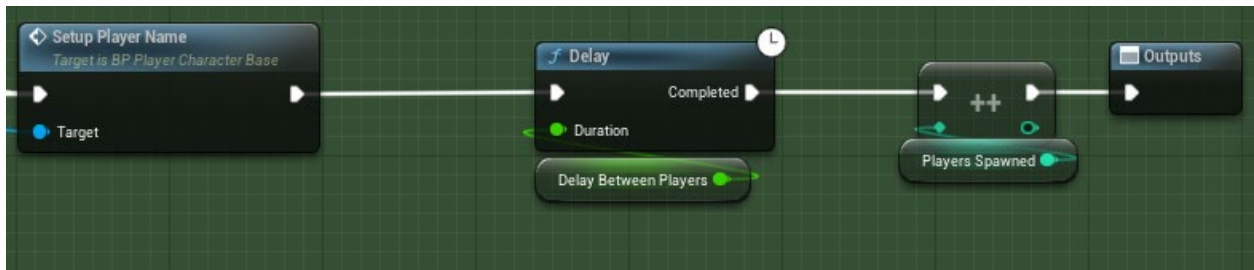 Setup Player Name
Target is BP Player Character Base
Target
Delay
Completed
Duration
Delay Between Players
++
Players Spawned
Outputs